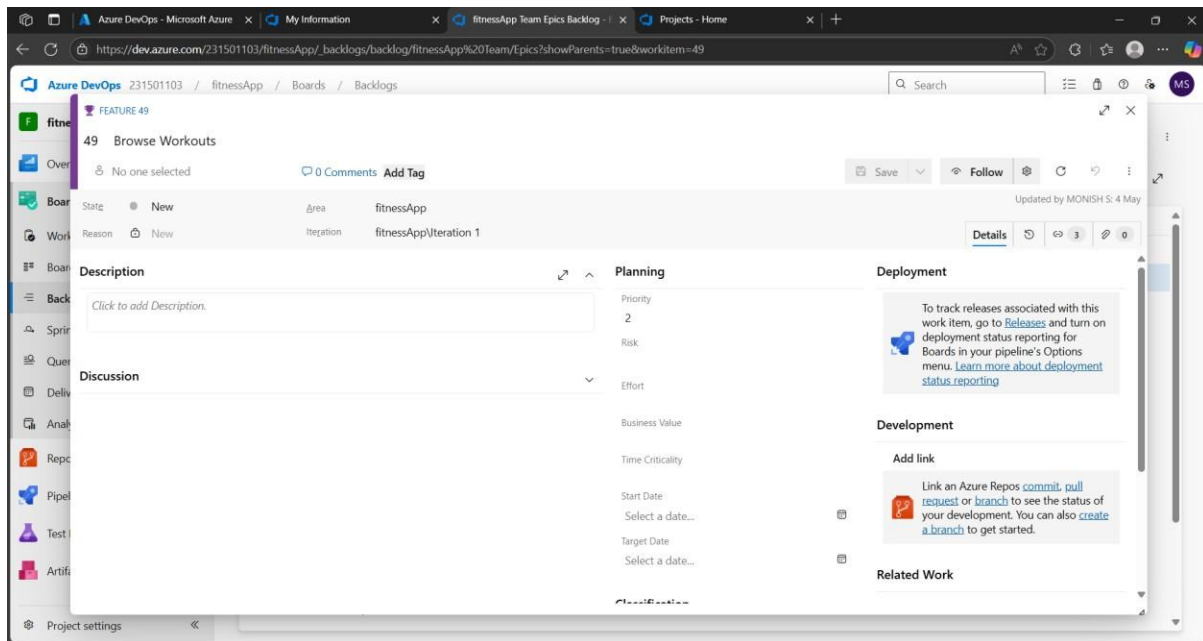 Azure DevOps - Microsoft Azure
My Information
fitnessApp Team Epics Backlog -
Projects - Home
https://dev.azure.com/231501103/fitnessApp/_backlogs/backlog/fitnessApp%20Team/Epics?showParents=true&workitem=49
Azure DevOps 231501103 / fitnessApp / Boards / Backlogs
Search
MS
F fitne
Over
Boar
Work
Boar
Back
Sprin
Quer
Deliv
Analy
Repo
Pipel
Test
Artifa
Project settings
FEATURE 49
49 Browse Workouts
No one selected
0 Comments Add Tag
Save
Follow
State New
Area fitnessApp
Updated by MONISH S: 4 May
Reason New
Iteration fitnessApp\Iteration 1
Details 3 0
Description
Click to add Description.
Discussion
Planning
Priority
2
Risk
Effort
Business Value
Time Criticality
Start Date
Select a date...
Target Date
Select a date...
Classification
Deployment
To track releases associated with this
work item, go to Releases and turn on
deployment status reporting for
Boards in your pipeline's Options
menu. Learn more about deployment
status reporting
Development
Add link
Link an Azure Repos commit, pull
request or branch to see the status of
your development. You can also create
a branch to get started.
Related Work